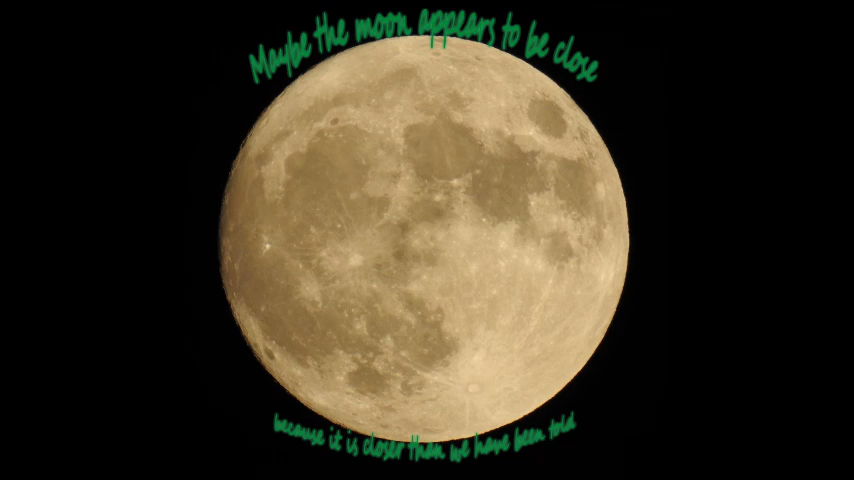 Maybe the moon appears to be close
because it is closer than we have been told